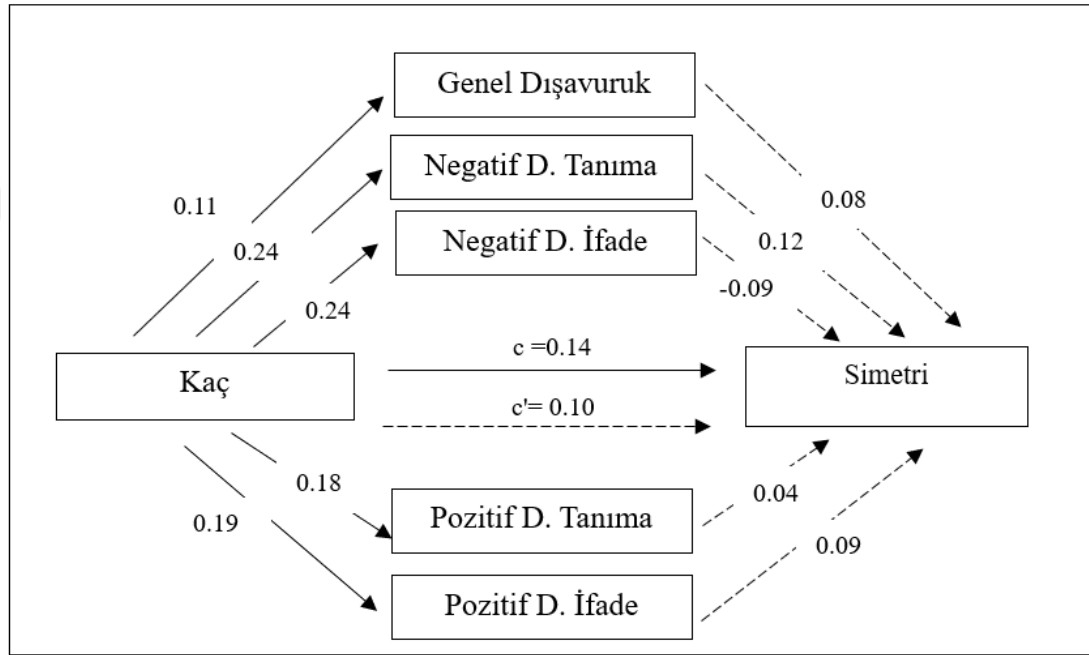 Genel Dışavuruk
Negatif D. Tanıma
Negatif D. İfade
0.11
0.24
0.24
0.08
0.12
-0.09
c =0.14
Kaç
Simetri
c'= 0.10
0.18
0.19
Pozitif D. Tanıma
Pozitif D. İfade
0.04
0.09